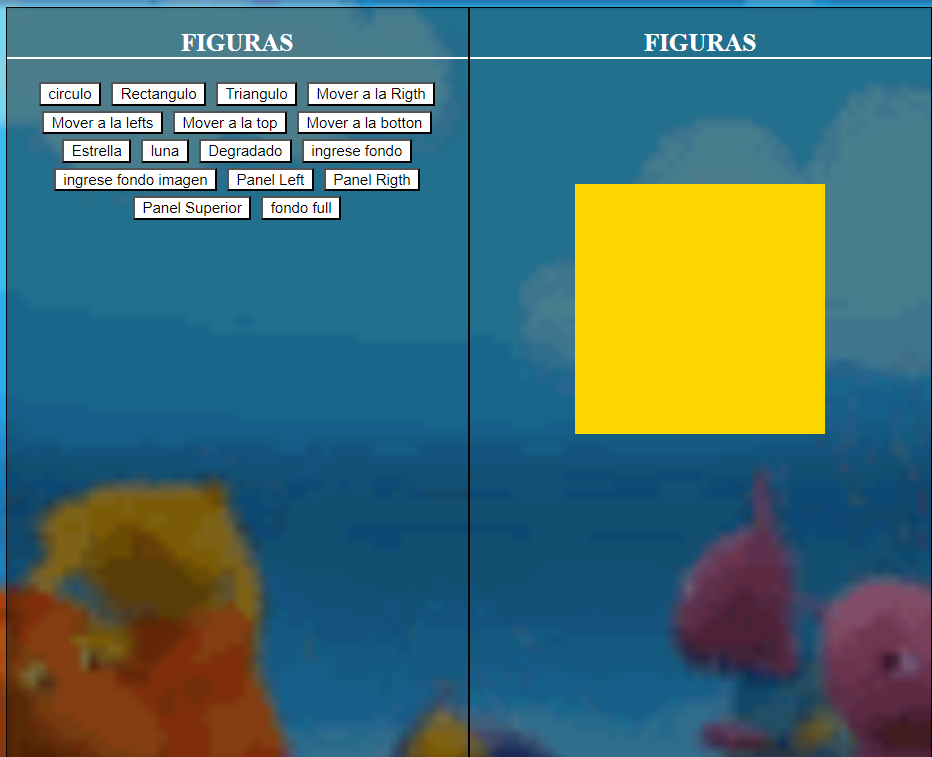 FIGURAS
circulo Rectangulo Triangulo Mover a la Rigth
Mover a la lefts Mover a la top Mover a la botton
Estrella luna Degradado ingrese fondo
ingrese fondo imagen Panel Left Panel Rigth
Panel Superior fondo full
FIGURAS